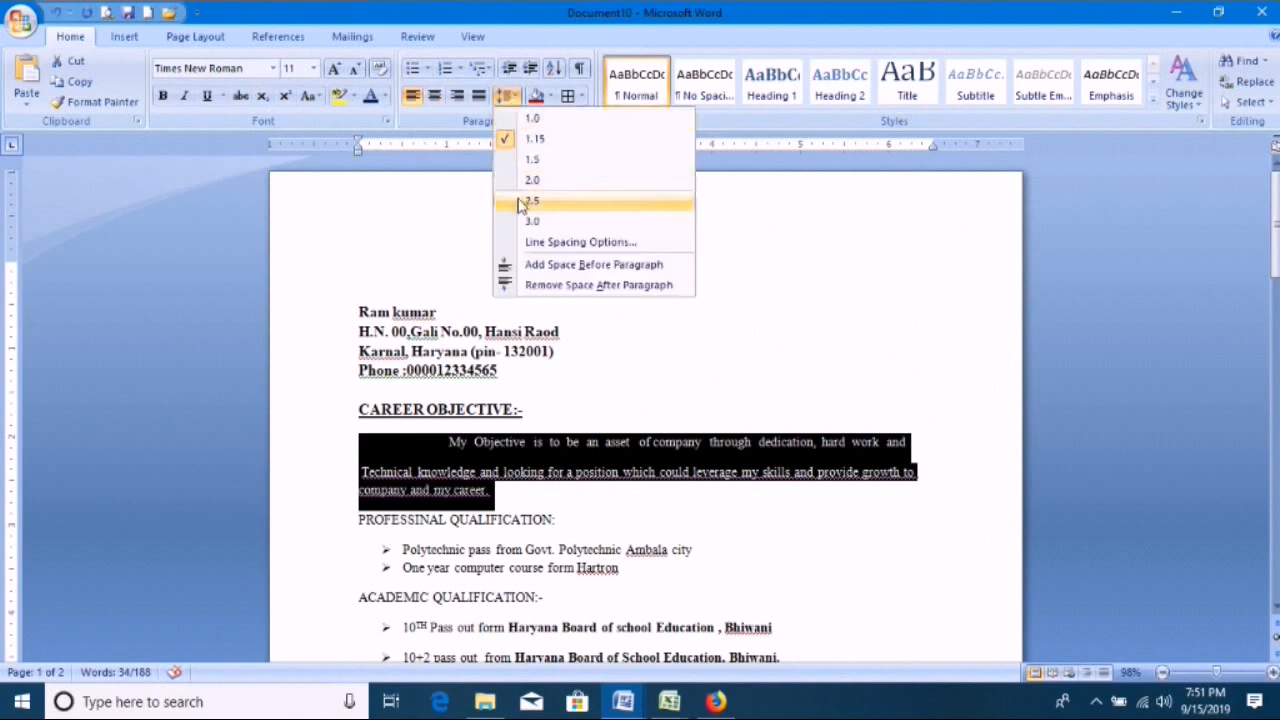 Document10 - Microsoft Word
Home Insert Page Layout References Mailings Review View
Paste
Cut
Copy
Format Painter
Clipboard
Times New Roman 11
Font
Paragr
AaBbCcDc
¶ Normal
AaBbCcDc
¶ No Spaci...
AaBbC(
Heading 1
AaBbCc
Heading 2
AaB
Title
AaBbCc.
Subtitle
AaBbCcDc
Subtle Em...
AaBbCcDc
Emphasis
Change
Styles
Styles
Find
Replace
Select
Editing
1.0
1.15
1.5
2.0
2.5
3.0
Line Spacing Options...
Add Space Before Paragraph
Remove Space After Paragraph
Ram kumar
H.N. 00,Gali No.00, Hansi Raod
Karnal, Haryana (pin- 132001)
Phone :000012334565
CAREER OBJECTIVE:-
My Objective is to be an asset of company through dedication, hard work and
Technical knowledge and looking for a position which could leverage my skills and provide growth to
company and my career.
PROFESSINAL QUALIFICATION:
➢ Polytechnic pass from Govt. Polytechnic Ambala city
➢ One year computer course form Hartron
ACADEMIC QUALIFICATION:-
➢ 10TH Pass out form Haryana Board of school Education , Bhiwani
➢ 10+2 pass out from Haryana Board of School Education, Bhiwani.
Page: 1 of 2 Words: 34/188 98%
Type here to search
7:51 PM
9/15/2019